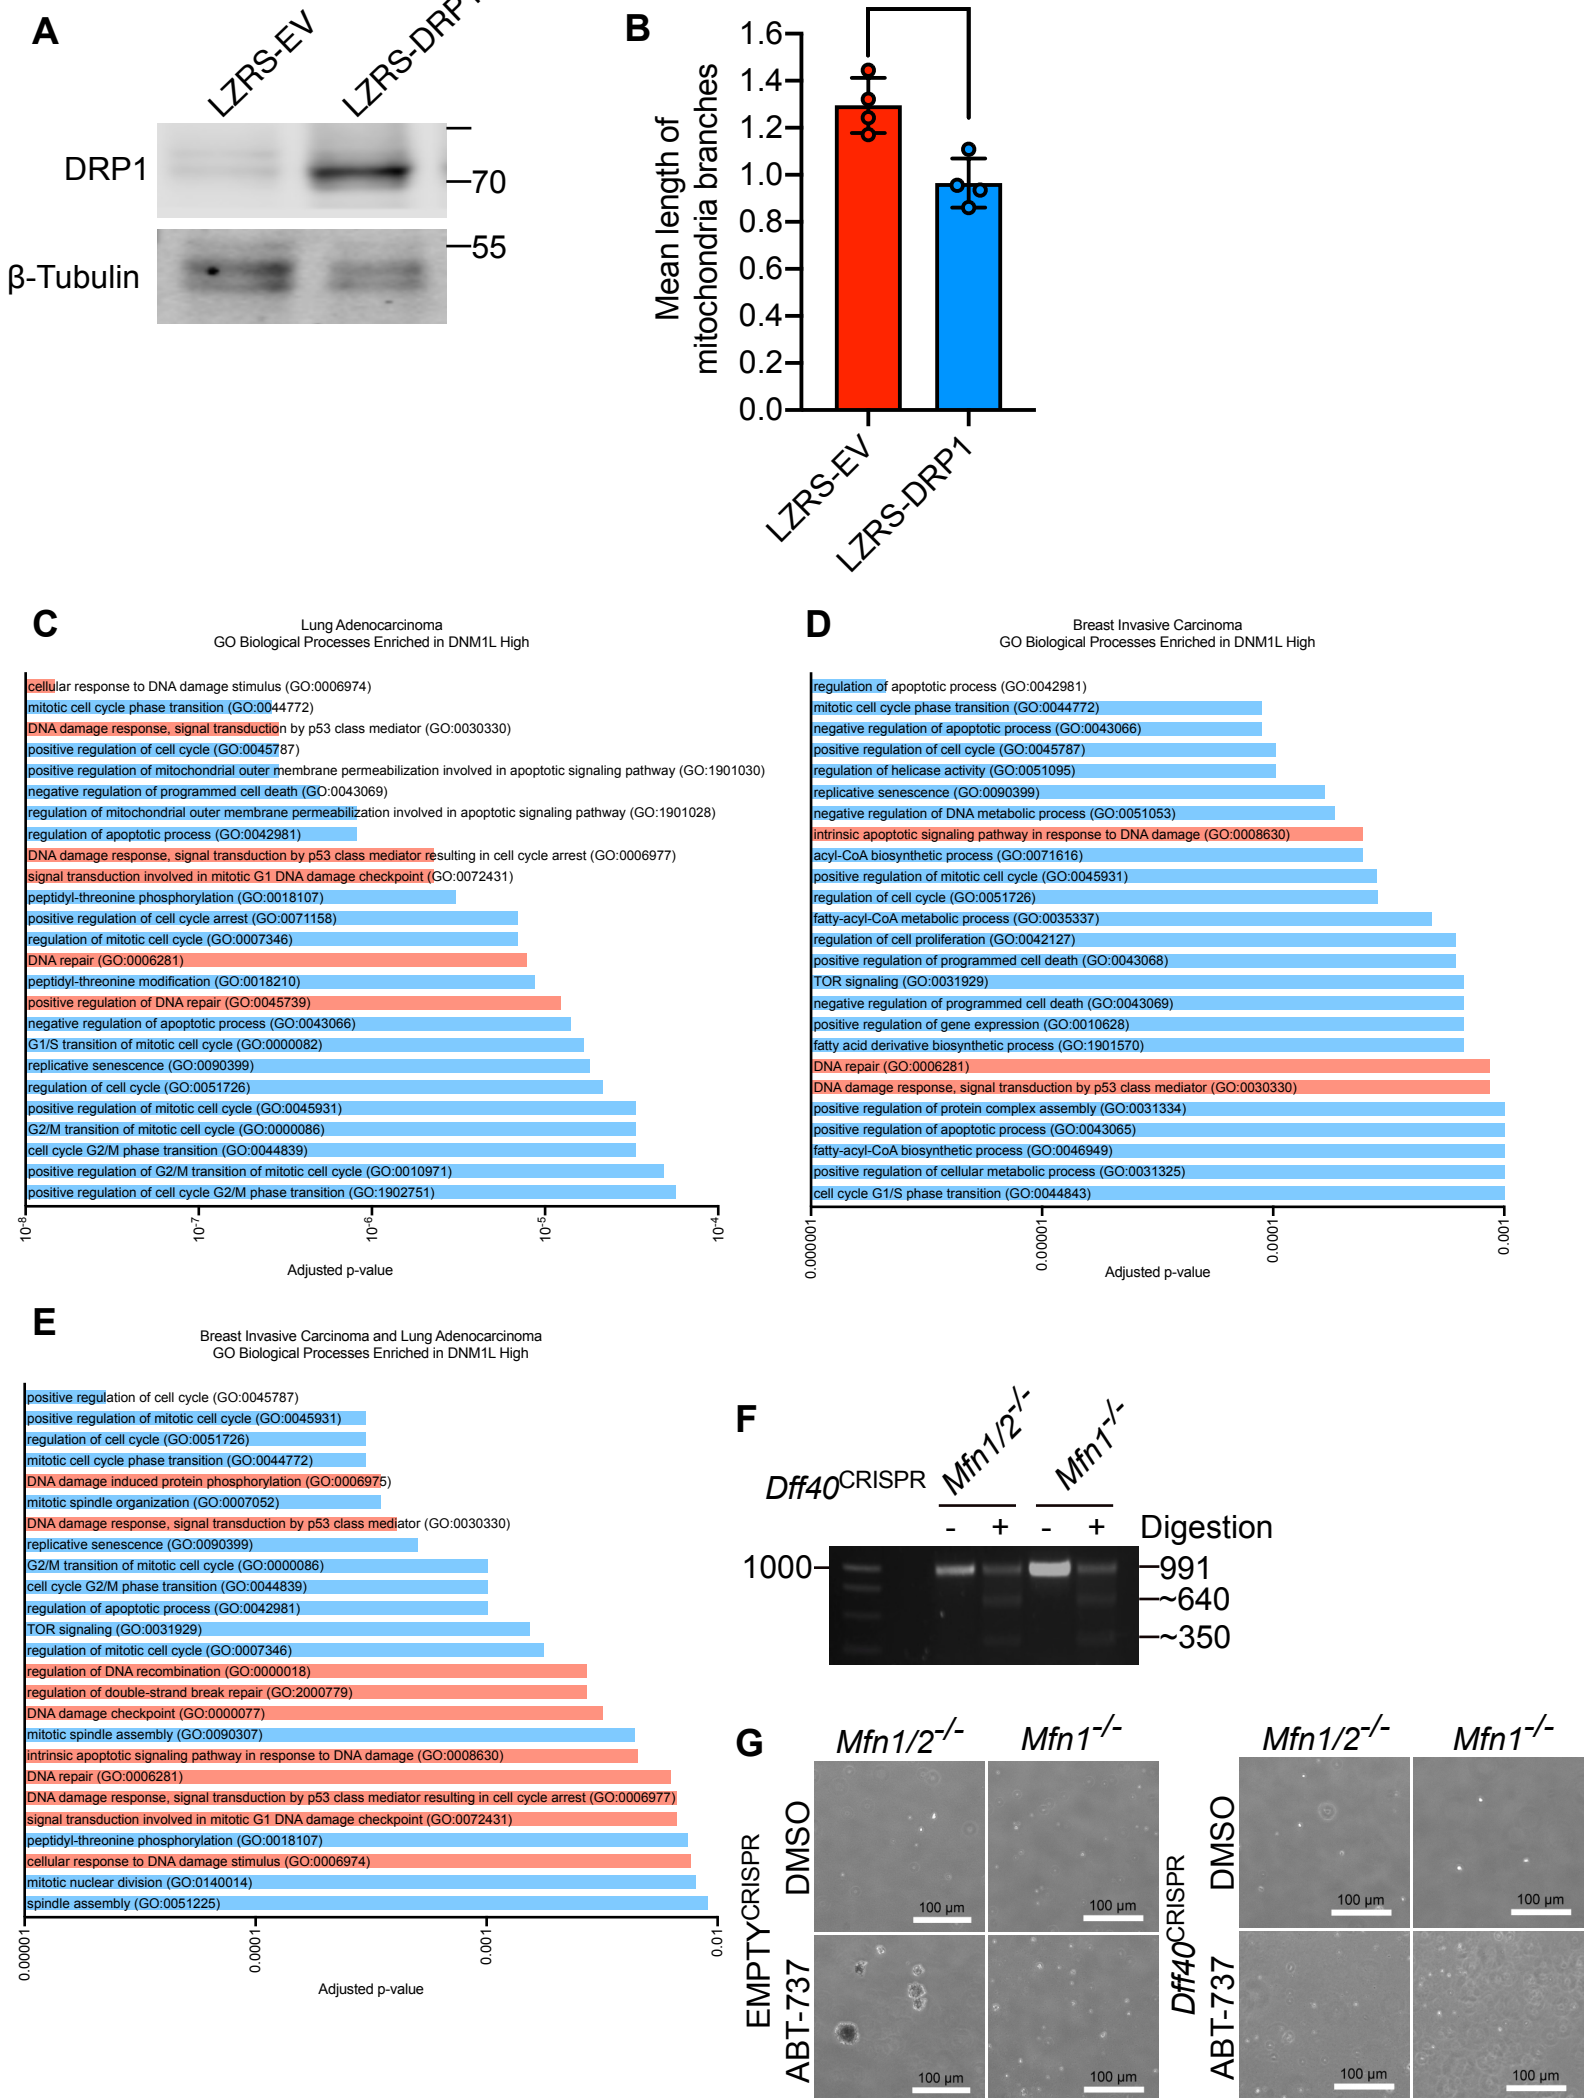 A
LZRS-EV
LZRS-DRP1
DRP1
70
55
β-Tubulin
B
Mean length of
mitochondria branches
1.6
1.4
1.2
1.0
0.8
0.6
0.4
0.2
0.0
LZRS-EV
LZRS-DRP1
C
Lung Adenocarcinoma
GO Biological Processes Enriched in DNM1L High
cellular response to DNA damage stimulus (GO:0006974)
mitotic cell cycle phase transition (GO:0044772)
DNA damage response, signal transduction by p53 class mediator (GO:0030330)
positive regulation of cell cycle (GO:0045787)
positive regulation of mitochondrial outer membrane permeabilization involved in apoptotic signaling pathway (GO:1901030)
negative regulation of programmed cell death (GO:0043069)
regulation of mitochondrial outer membrane permeabilization involved in apoptotic signaling pathway (GO:1901028)
regulation of apoptotic process (GO:0042981)
DNA damage response, signal transduction by p53 class mediator resulting in cell cycle arrest (GO:0006977)
signal transduction involved in mitotic G1 DNA damage checkpoint (GO:0072431)
peptidyl-threonine phosphorylation (GO:0018107)
positive regulation of cell cycle arrest (GO:0071158)
regulation of mitotic cell cycle (GO:0007346)
DNA repair (GO:0006281)
peptidyl-threonine modification (GO:0018210)
positive regulation of DNA repair (GO:0045739)
negative regulation of apoptotic process (GO:0043066)
G1/S transition of mitotic cell cycle (GO:0000082)
replicative senescence (GO:0090399)
regulation of cell cycle (GO:0051726)
positive regulation of mitotic cell cycle (GO:0045931)
G2/M transition of mitotic cell cycle (GO:0000086)
cell cycle G2/M phase transition (GO:0044839)
positive regulation of G2/M transition of mitotic cell cycle (GO:0010971)
positive regulation of cell cycle G2/M phase transition (GO:1902751)
10-8
10-7
10-6
10-5
10-4
Adjusted p-value
D
Breast Invasive Carcinoma
GO Biological Processes Enriched in DNM1L High
regulation of apoptotic process (GO:0042981)
mitotic cell cycle phase transition (GO:0044772)
negative regulation of apoptotic process (GO:0043066)
positive regulation of cell cycle (GO:0045787)
regulation of helicase activity (GO:0051095)
replicative senescence (GO:0090399)
negative regulation of DNA metabolic process (GO:0051053)
intrinsic apoptotic signaling pathway in response to DNA damage (GO:0008630)
acyl-CoA biosynthetic process (GO:0071616)
positive regulation of mitotic cell cycle (GO:0045931)
regulation of cell cycle (GO:0051726)
fatty-acyl-CoA metabolic process (GO:0035337)
regulation of cell proliferation (GO:0042127)
positive regulation of programmed cell death (GO:0043068)
TOR signaling (GO:0031929)
negative regulation of programmed cell death (GO:0043069)
positive regulation of gene expression (GO:0010628)
fatty acid derivative biosynthetic process (GO:1901570)
DNA repair (GO:0006281)
DNA damage response, signal transduction by p53 class mediator (GO:0030330)
positive regulation of protein complex assembly (GO:0031334)
positive regulation of apoptotic process (GO:0043065)
fatty-acyl-CoA biosynthetic process (GO:0046949)
positive regulation of cellular metabolic process (GO:0031325)
cell cycle G1/S phase transition (GO:0044843)
0.000001
0.00001
0.0001
0.001
Adjusted p-value
E
Breast Invasive Carcinoma and Lung Adenocarcinoma
GO Biological Processes Enriched in DNM1L High
positive regulation of cell cycle (GO:0045787)
positive regulation of mitotic cell cycle (GO:0045931)
regulation of cell cycle (GO:0051726)
mitotic cell cycle phase transition (GO:0044772)
DNA damage induced protein phosphorylation (GO:0006975)
mitotic spindle organization (GO:0007052)
DNA damage response, signal transduction by p53 class mediator (GO:0030330)
replicative senescence (GO:0090399)
G2/M transition of mitotic cell cycle (GO:0000086)
cell cycle G2/M phase transition (GO:0044839)
regulation of apoptotic process (GO:0042981)
TOR signaling (GO:0031929)
regulation of mitotic cell cycle (GO:0007346)
regulation of DNA recombination (GO:0000018)
regulation of double-strand break repair (GO:2000779)
DNA damage checkpoint (GO:0000077)
mitotic spindle assembly (GO:0090307)
intrinsic apoptotic signaling pathway in response to DNA damage (GO:0008630)
DNA repair (GO:0006281)
DNA damage response, signal transduction by p53 class mediator resulting in cell cycle arrest (GO:0006977)
signal transduction involved in mitotic G1 DNA damage checkpoint (GO:0072431)
peptidyl-threonine phosphorylation (GO:0018107)
cellular response to DNA damage stimulus (GO:0006974)
mitotic nuclear division (GO:0140014)
spindle assembly (GO:0051225)
0.00001
0.0001
0.001
0.01
Adjusted p-value
F
Dff40CRISPR
Mfn1/2-/-
Mfn1-/-
- + - + Digestion
1000
991
~640
~350
G
Mfn1/2-/- Mfn1-/-
EMPTYCRISPR
DMSO
100 µm
100 µm
ABT-737
100 µm
100 µm
Mfn1/2-/- Mfn1-/-
Dff40CRISPR
DMSO
100 µm
100 µm
ABT-737
100 µm
100 µm